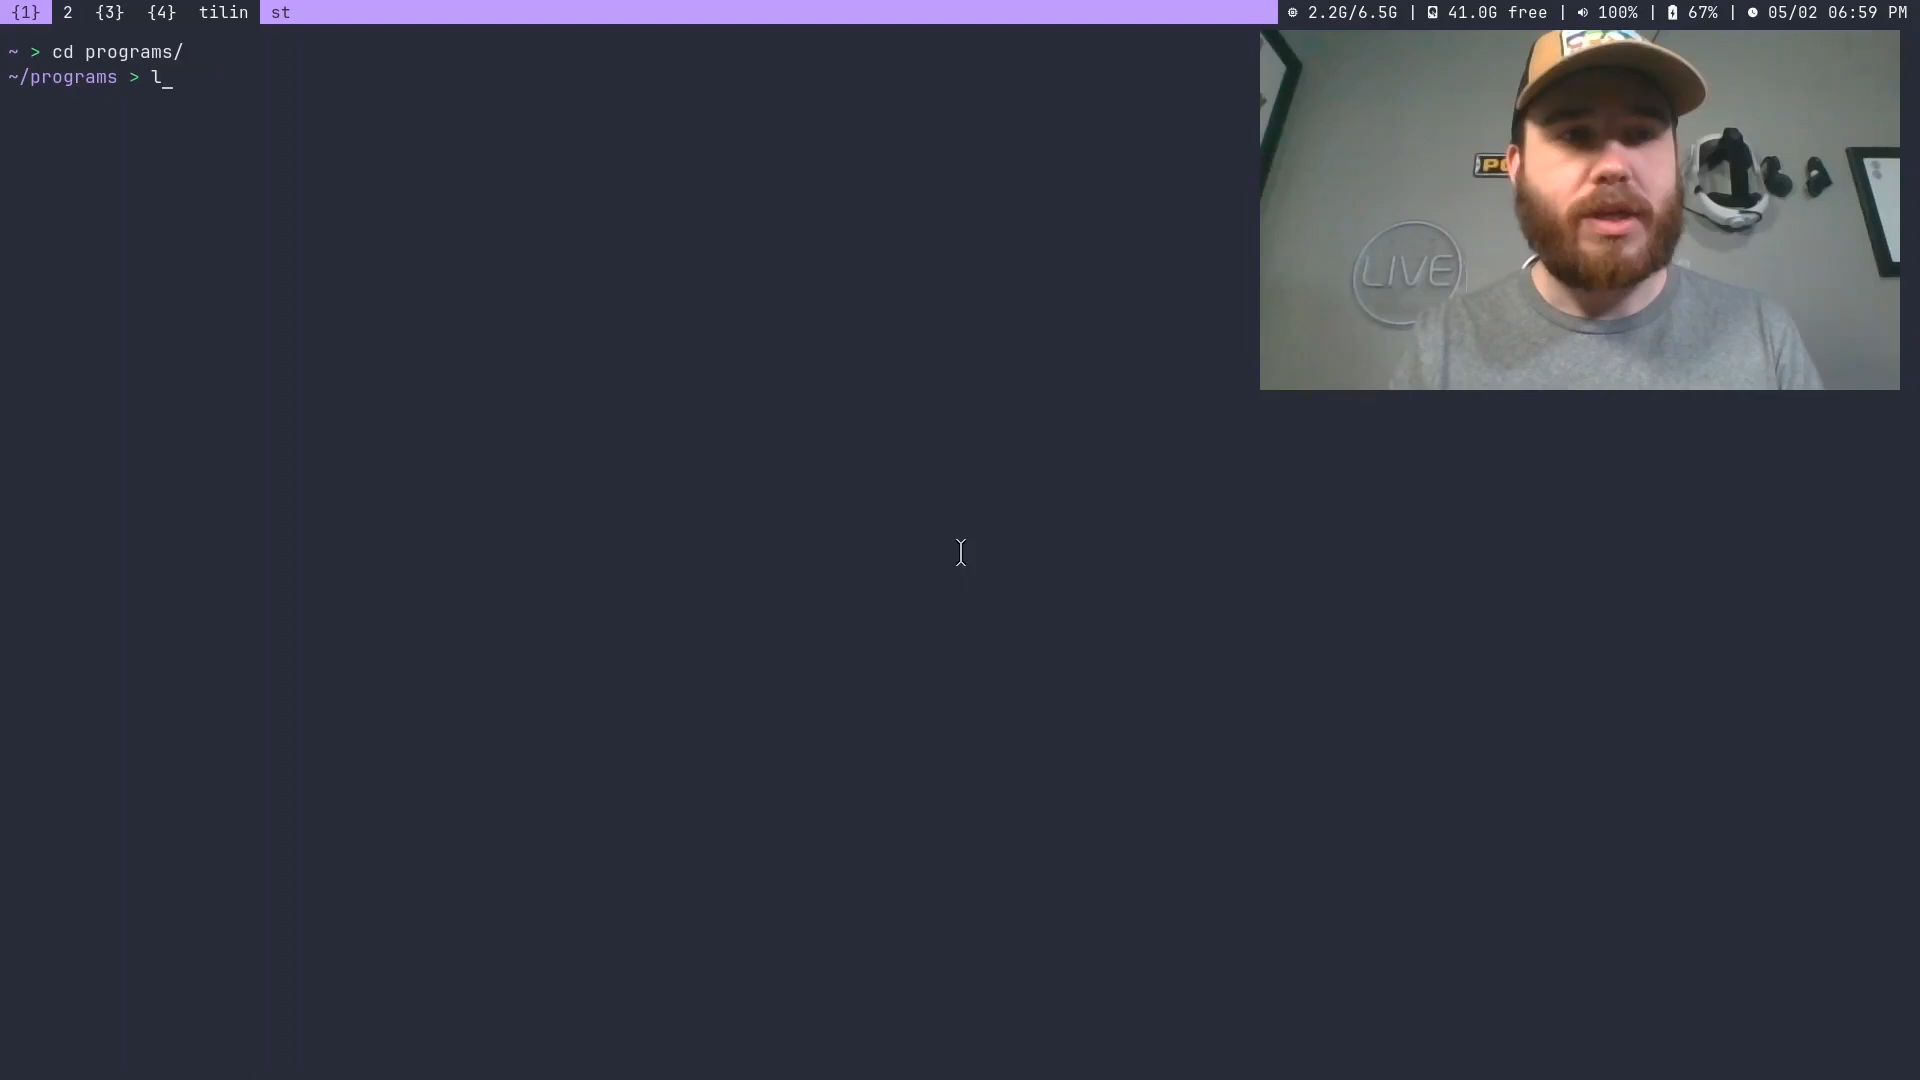 {1} 2 {3} {4} tilin st 2.2G/6.5G | 41.0G free | 100% | 67% | 05/02 06:59 PM
~ > cd programs/
~/programs > l_
LIVE